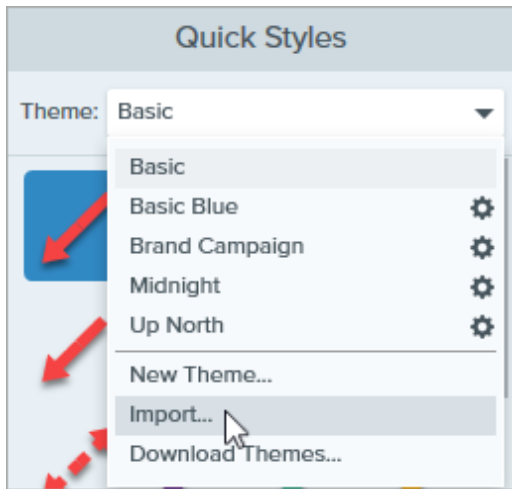 Quick Styles
Theme: Basic
Basic
Basic Blue
Brand Campaign
Midnight
Up North
New Theme...
Import...
Download Themes...